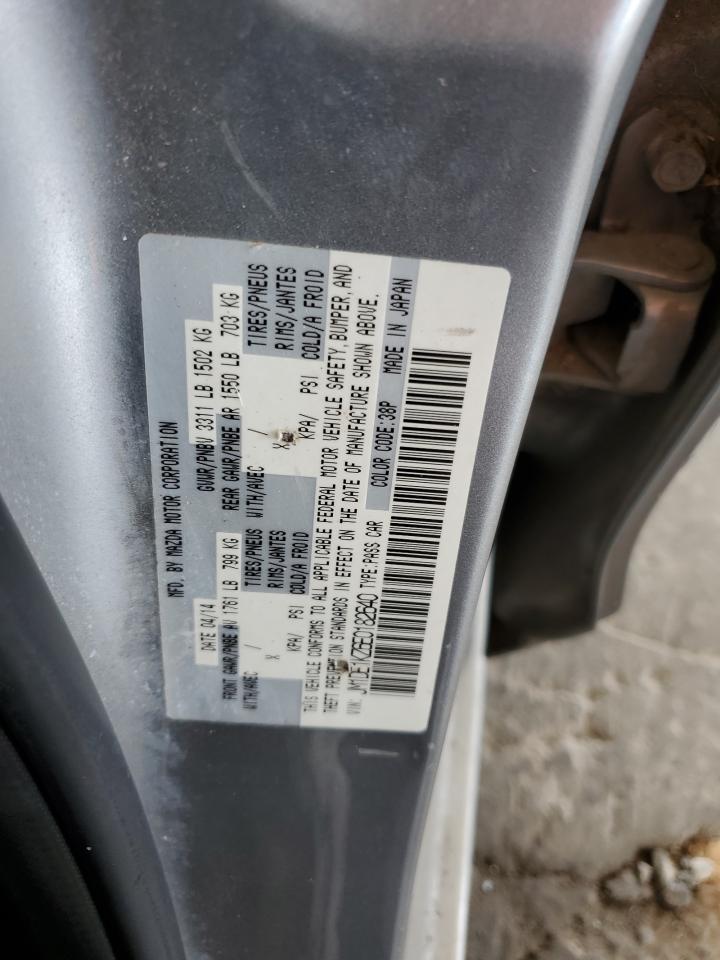 MFD. BY MAZDA MOTOR CORPORATION
DATE 04/14 GVWR/PNBV 3311 LB 1502 KG
FRONT GAWR/PNBE AV 1761 LB 799 KG REAR GAWR/PNBE AR 1550 LB 703 KG
WITH/AVEC TIRES/PNEUS WITH/AVEC TIRES/PNEUS
/ X RIMS/JANTES / X RIMS/JANTES
KPA/ PSI COLD/A FROID KPA/ PSI COLD/A FROID
THIS VEHICLE CONFORMS TO ALL APPLICABLE FEDERAL MOTOR VEHICLE SAFETY, BUMPER, AND
THEFT PREVENTION STANDARDS IN EFFECT ON THE DATE OF MANUFACTURE SHOWN ABOVE.
VIN: TYPE:PASS CAR COLOR CODE:38P MADE IN JAPAN